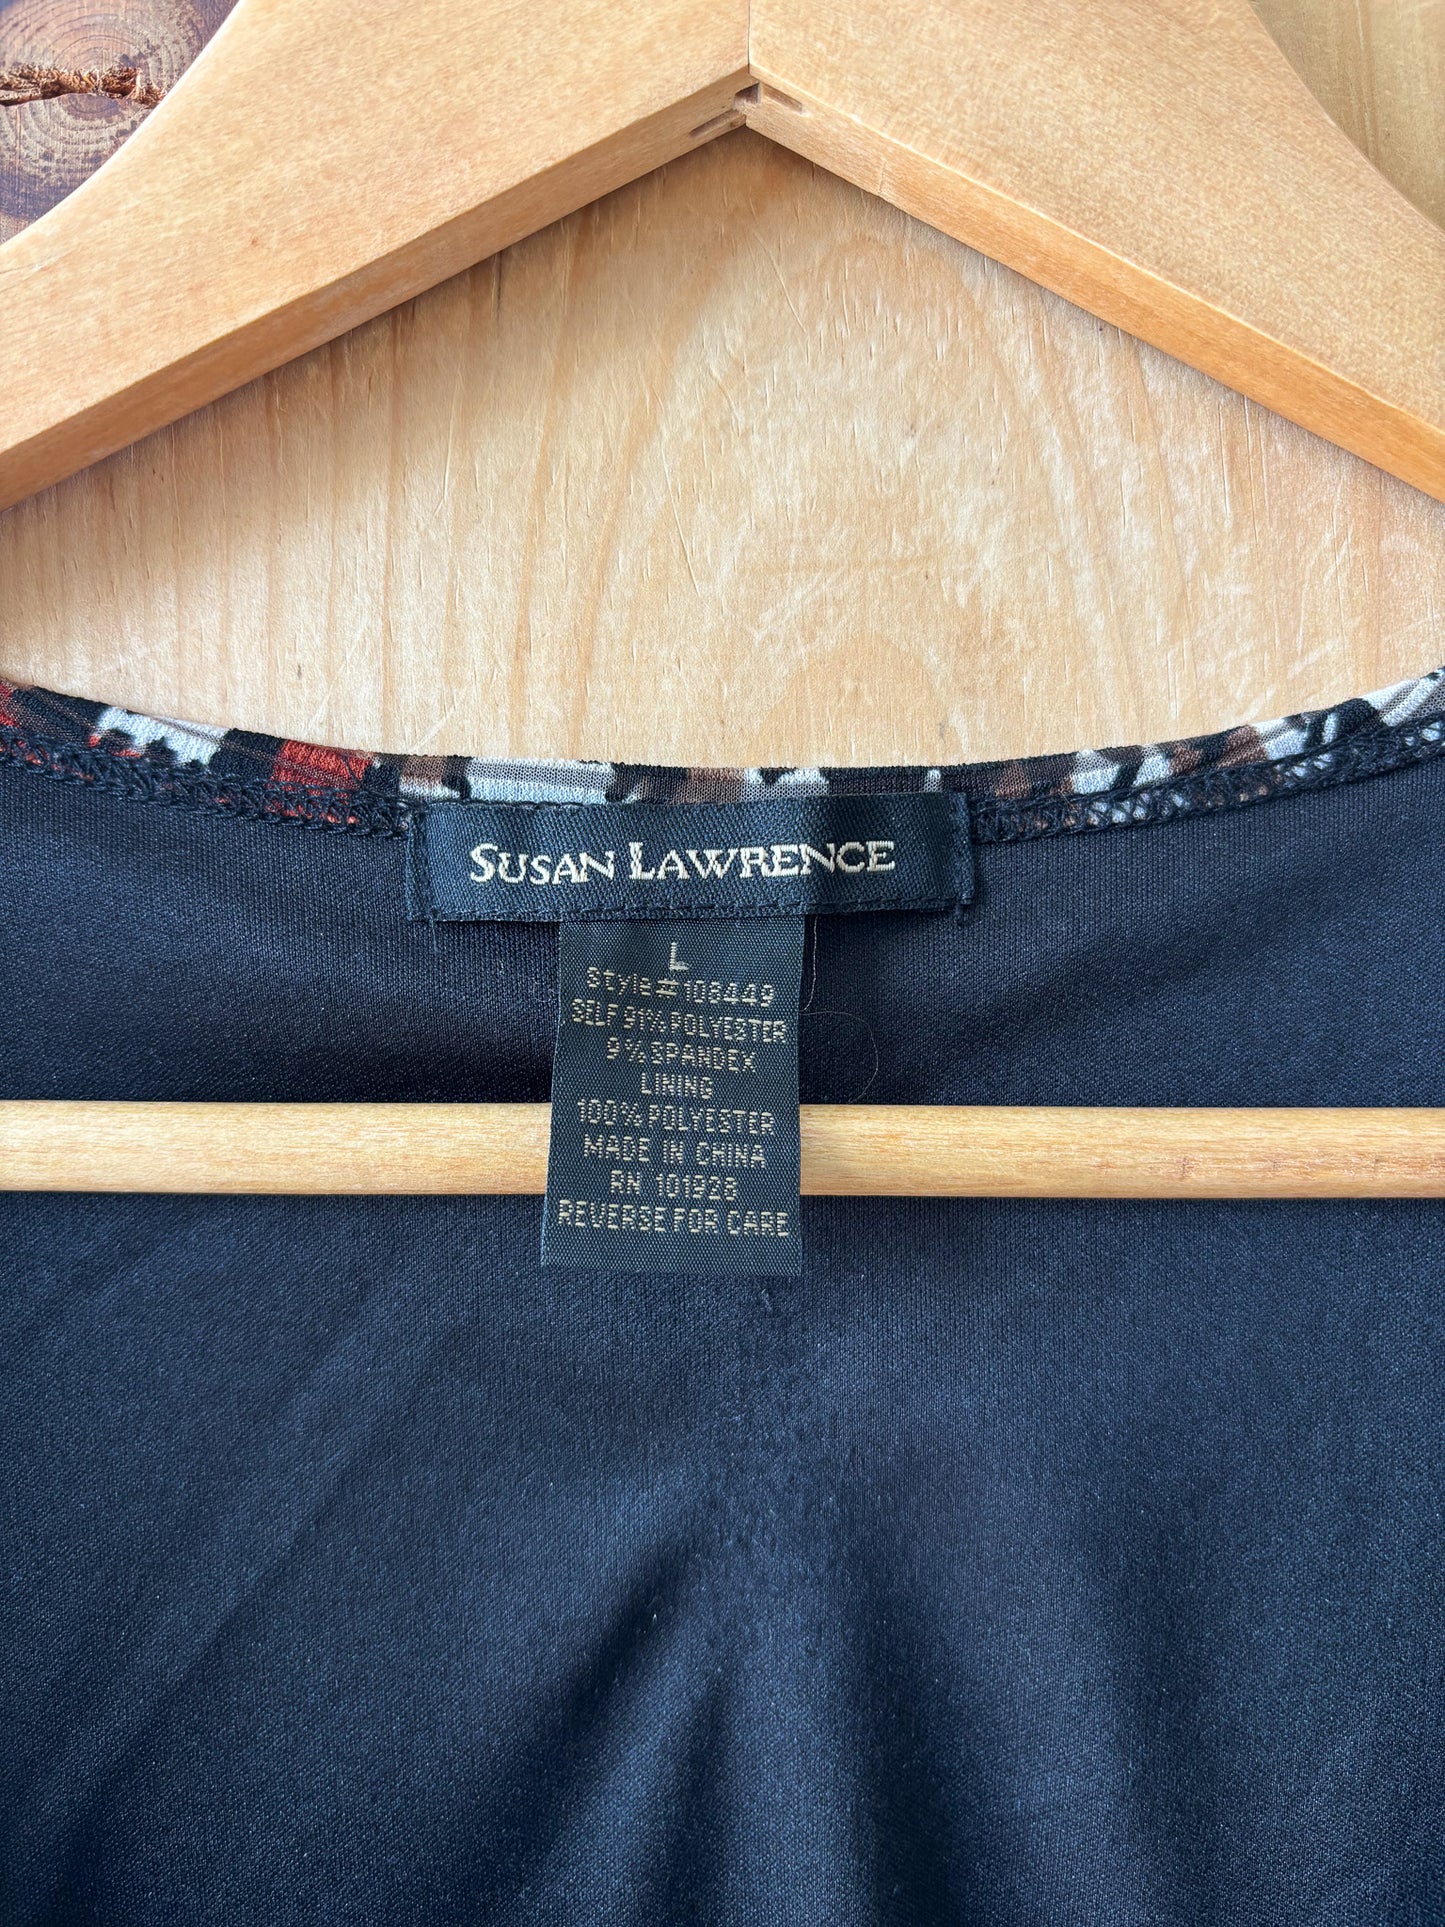 SUSAN LAWRENCE
L
Style#108449
SELF 91% POLYESTER
9% SPANDEX
LINING
100% POLYESTER
MADE IN CHINA
RN 101928
REVERSE FOR CARE